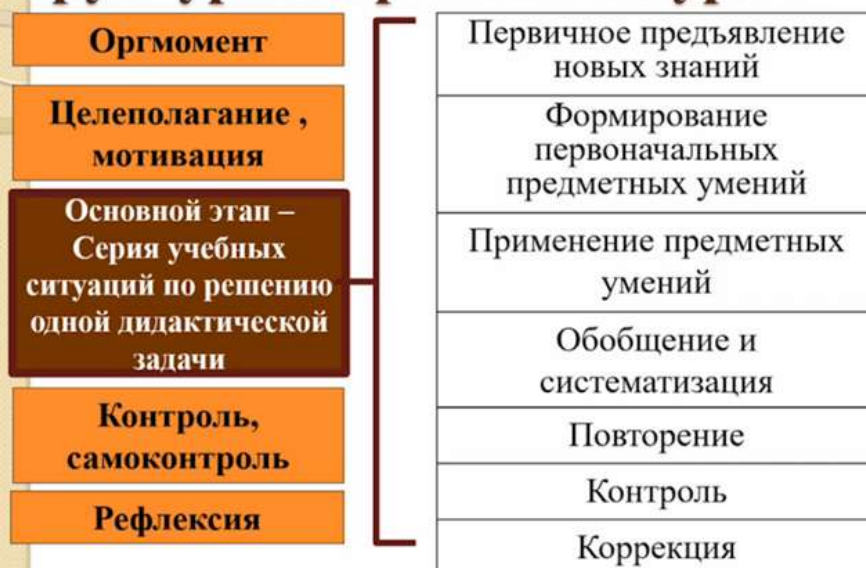 Оргмомент
Целеполагание ,
мотивация
Основной этап –
Серия учебных
ситуаций по решению
одной дидактической
задачи
Контроль,
самоконтроль
Рефлексия
Первичное предъявление
новых знаний
Формирование
первоначальных
предметных умений
Применение предметных
умений
Обобщение и
систематизация
Повторение
Контроль
Коррекция